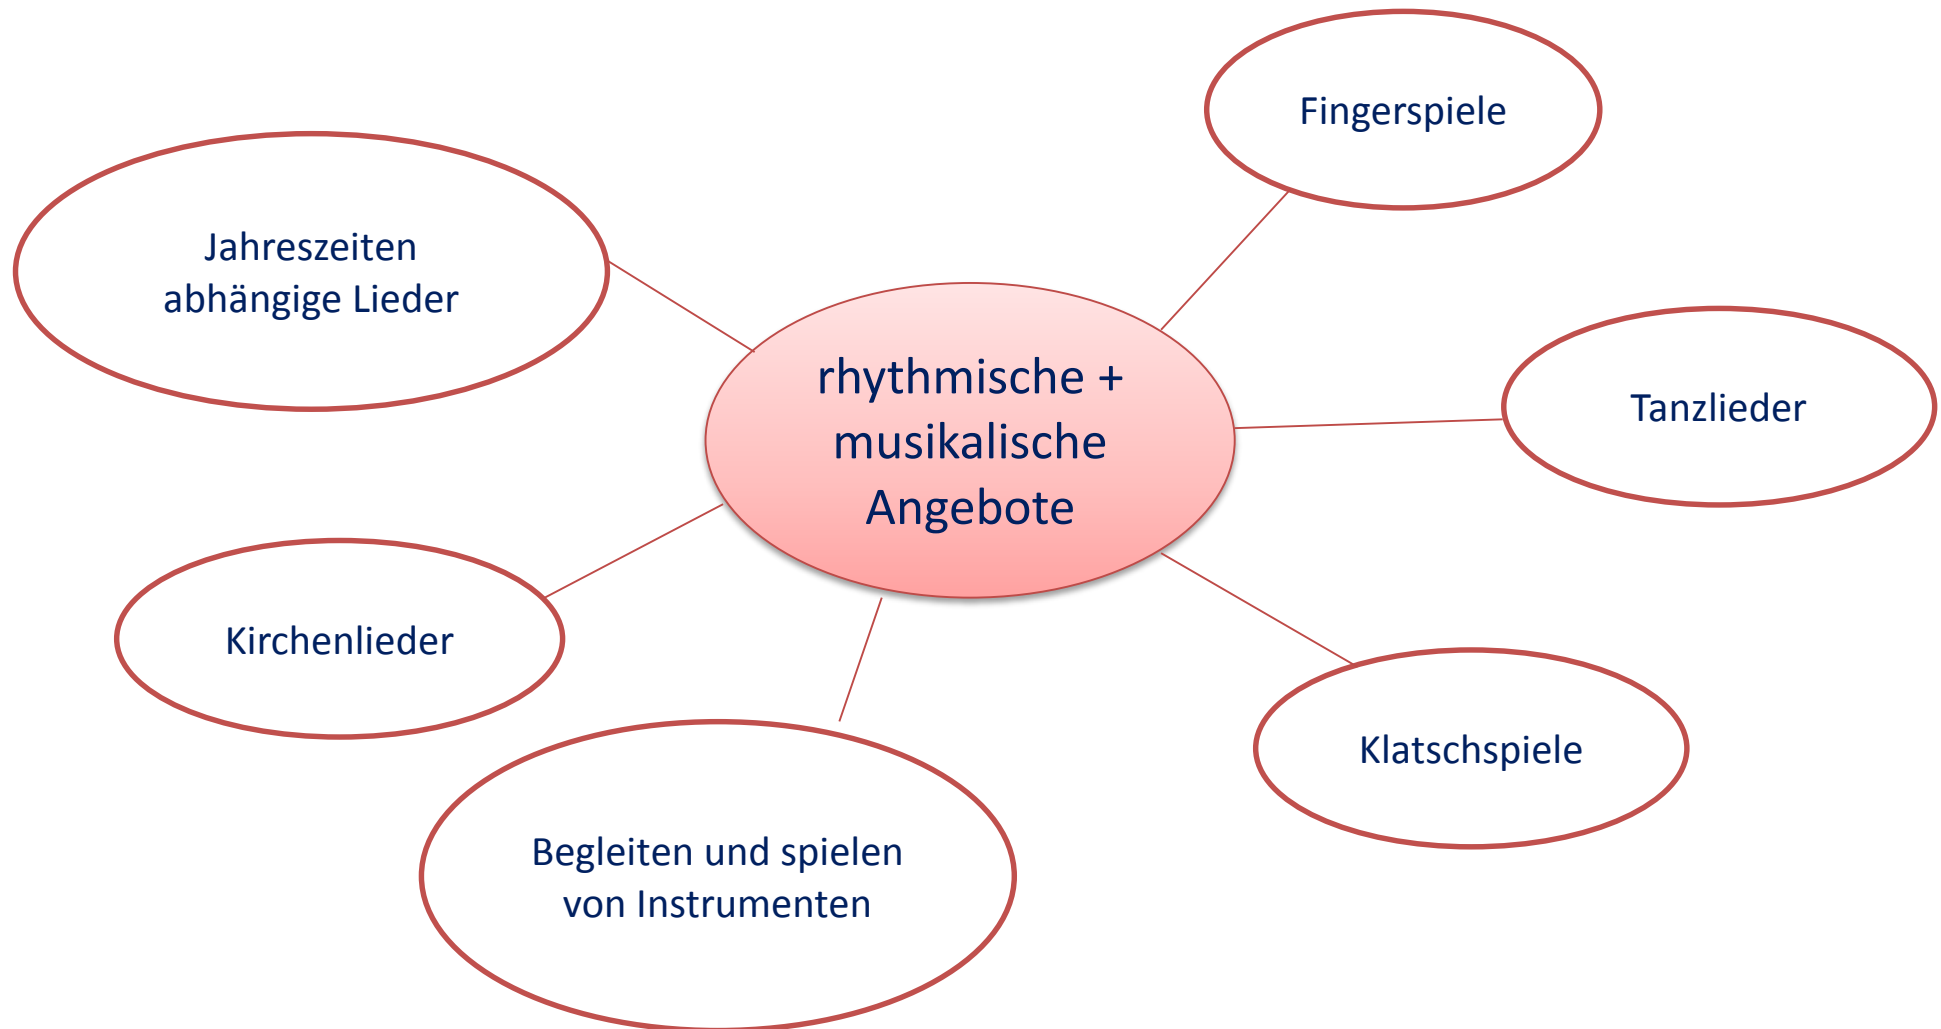 Fingerspiele
Jahreszeiten
abhängige Lieder
rhythmische +
musikalische
Angebote
Tanzlieder
Kirchenlieder
Klatschspiele
Begleiten und spielen
von Instrumenten